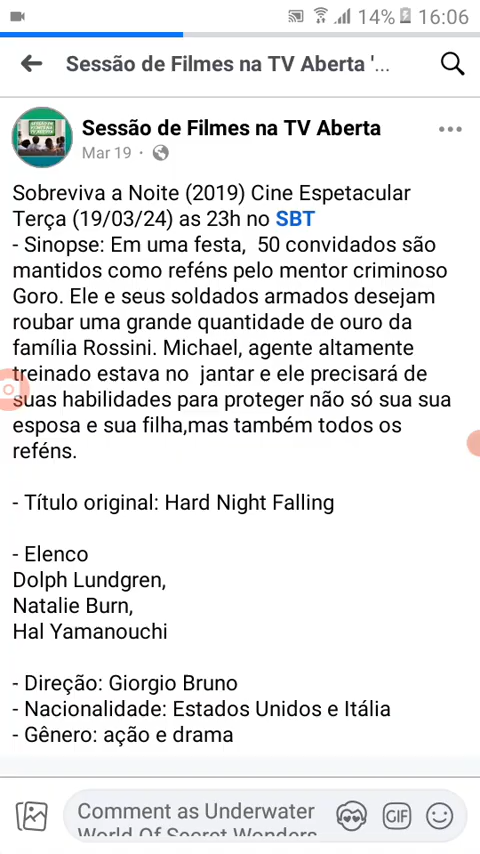 14% 16:06
Sessão de Filmes na TV Aberta '...
Sessão de Filmes na TV Aberta
Mar 19 ·
Sobreviva a Noite (2019) Cine Espetacular
Terça (19/03/24) as 23h no SBT
- Sinopse: Em uma festa,  50 convidados são
mantidos como reféns pelo mentor criminoso
Goro. Ele e seus soldados armados desejam
roubar uma grande quantidade de ouro da
família Rossini. Michael, agente altamente
treinado estava no  jantar e ele precisará de
suas habilidades para proteger não só sua sua
esposa e sua filha,mas também todos os
reféns.
- Título original: Hard Night Falling
- Elenco
Dolph Lundgren,
Natalie Burn,
Hal Yamanouchi
- Direção: Giorgio Bruno
- Nacionalidade: Estados Unidos e Itália
- Gênero: ação e drama
Comment as Underwater
World Of Secret Wonders
GIF